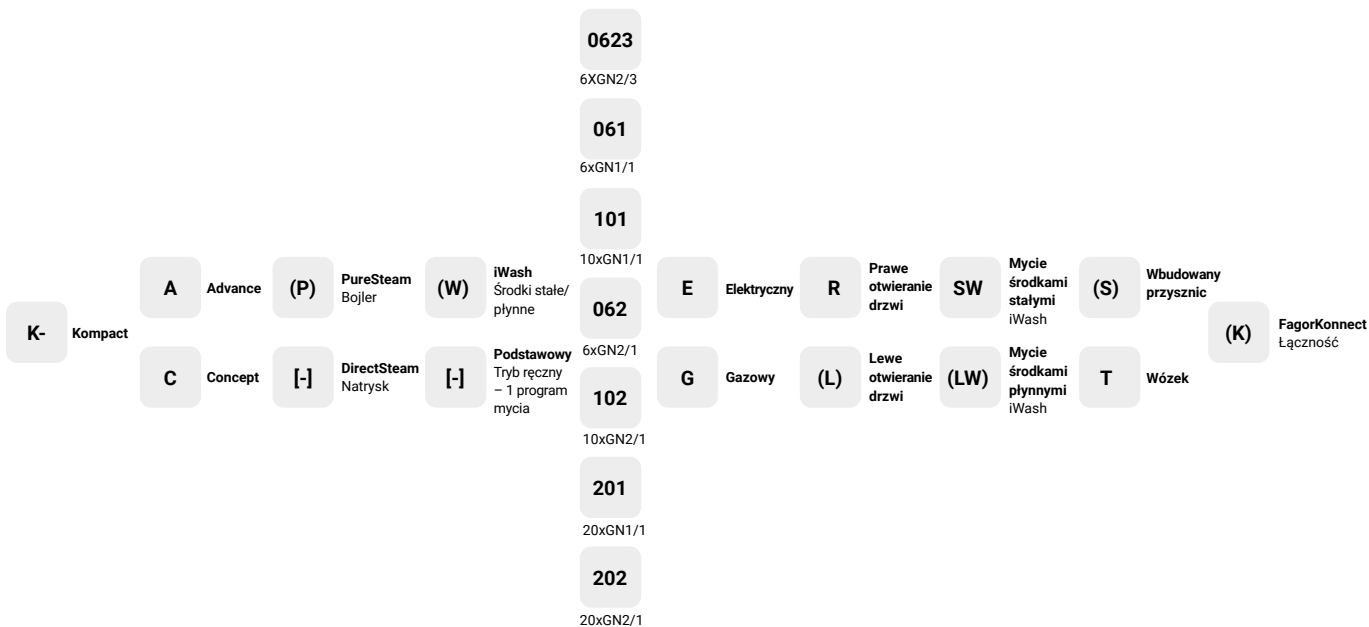 K-
Kompact
A
Advance
C
Concept
(P)
PureSteam
Bojler
[-]
DirectSteam
Natrysk
(W)
iWash
Środki stałe/
płynne
[-]
Podstawowy
Tryb ręczny
– 1 program
mycia
0623
6XGN2/3
061
6xGN1/1
101
10xGN1/1
062
6xGN2/1
102
10xGN2/1
201
20xGN1/1
202
20xGN2/1
E
Elektryczny
G
Gazowy
R
Prawe
otwieranie
drzwi
(L)
Lewe
otwieranie
drzwi
SW
Mycie
środkami
stałymi
iWash
(LW)
Mycie
środkami
płynnymi
iWash
(S)
Wbudowany
przysznic
T
Wózek
(K)
FagorKonnect
Łączność